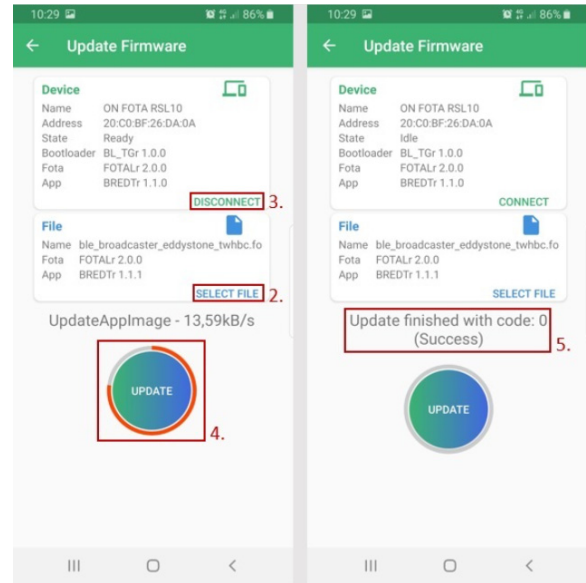 10:29 86%
Update Firmware
Device
Name ON FOTA RSL10
Address 20:C0:BF:26:DA:0A
State Ready
Bootloader BL_TGr 1.0.0
Fota FOTALr 2.0.0
App BREDTr 1.1.0
DISCONNECT 3.
File
Name ble_broadcaster_eddystone_twhbc.fo
Fota FOTALr 2.0.0
App BREDTr 1.1.1
SELECT FILE 2.
UpdateAppImage - 13,59kB/s
UPDATE
4.
10:29 86%
Update Firmware
Device
Name ON FOTA RSL10
Address 20:C0:BF:26:DA:0A
State Idle
Bootloader BL_TGr 1.0.0
Fota FOTALr 2.0.0
App BREDTr 1.1.0
CONNECT
File
Name ble_broadcaster_eddystone_twhbc.fo
Fota FOTALr 2.0.0
App BREDTr 1.1.1
SELECT FILE
Update finished with code: 0
(Success) 5.
UPDATE